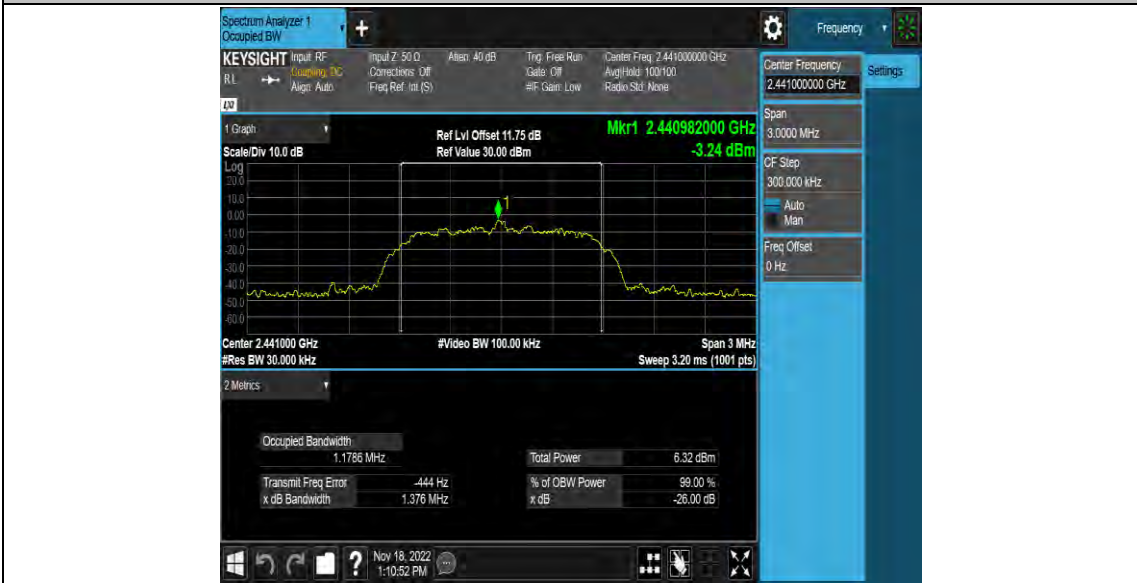 Spectrum Analyzer 1
Occupied BW
+
Frequency
KEYSIGHT Input: RF Input Z: 50 Ω Atten: 40 dB Trig: Free Run Center Freq: 2.441000000 GHz
RL Coupling: DC Corrections: Off Gate: Off Avg|Hold: 100/100
Align: Auto Freq Ref: Int (S) #IF Gain: Low Radio Std: None
Center Frequency
2.441000000 GHz
Settings
Span
3.0000 MHz
CF Step
300.000 kHz
Auto
Man
Freq Offset
0 Hz
1 Graph
Ref Lvl Offset 11.75 dB
Mkr1 2.440982000 GHz
Scale/Div 10.0 dB
Ref Value 30.00 dBm
-3.24 dBm
Log
20.0
10.0
0.00
-10.0
-20.0
-30.0
-40.0
-50.0
-60.0
1
Center 2.441000 GHz #Video BW 100.00 kHz Span 3 MHz
#Res BW 30.000 kHz Sweep 3.20 ms (1001 pts)
2 Metrics
Occupied Bandwidth
1.1786 MHz
Total Power 6.32 dBm
Transmit Freq Error -444 Hz % of OBW Power 99.00 %
x dB Bandwidth 1.376 MHz x dB -26.00 dB
?
Nov 18, 2022
1:10:52 PM